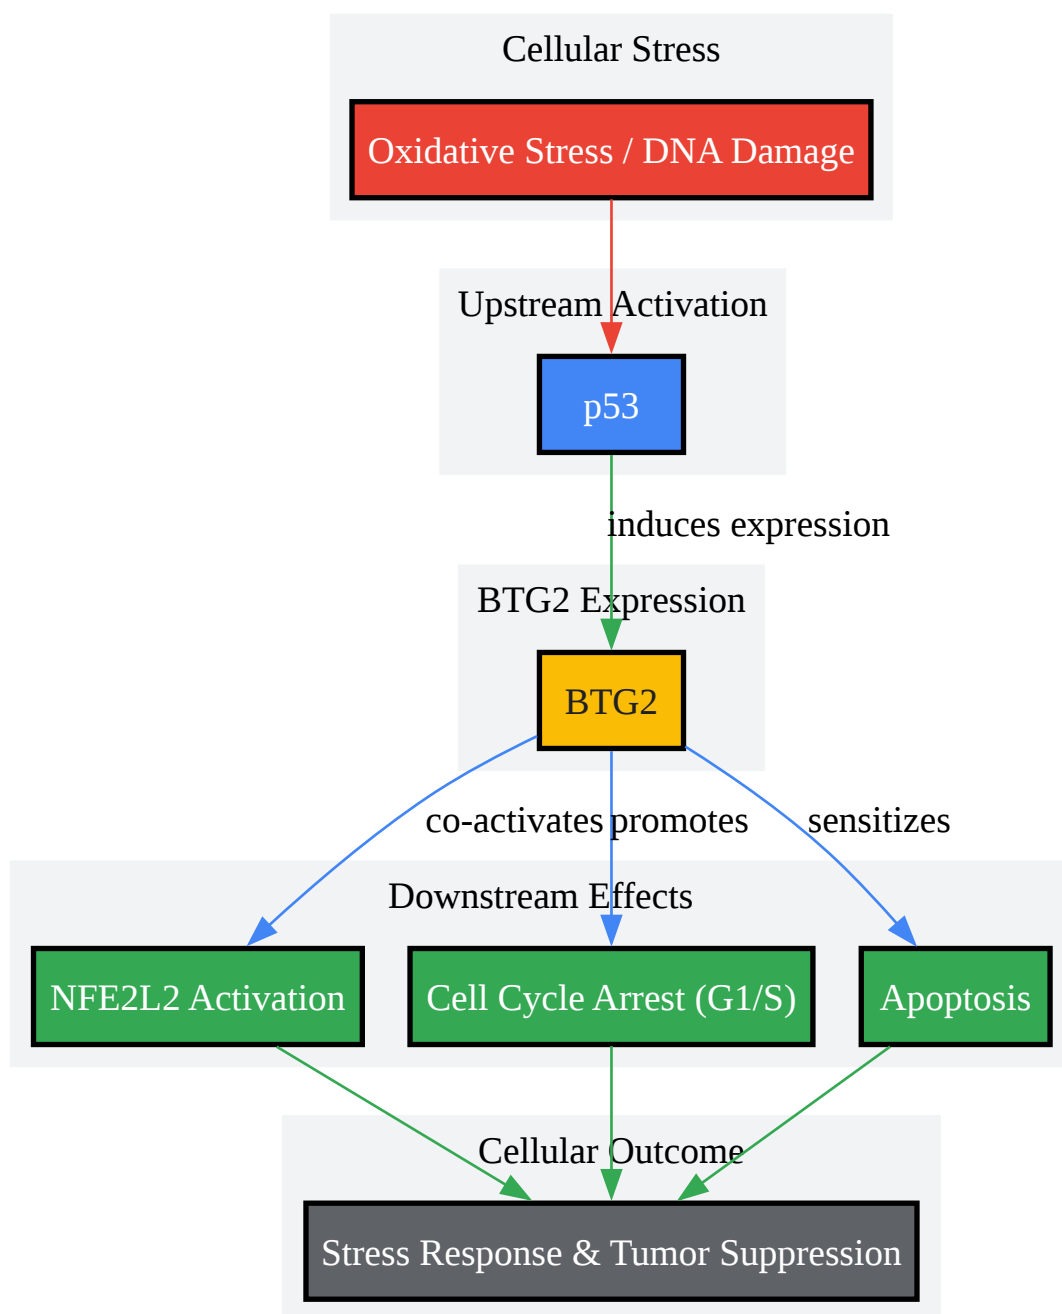 Cellular Stress
Oxidative Stress / DNA Damage
Upstream Activation
p53
induces expression
BTG2 Expression
BTG2
co-activates
promotes
sensitizes
Downstream Effects
NFE2L2 Activation
Cell Cycle Arrest (G1/S)
Apoptosis
Cellular Outcome
Stress Response & Tumor Suppression